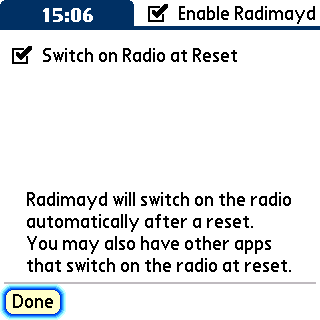 15:06
Enable Radimayd
Switch on Radio at Reset
Radimayd will switch on the radio
automatically after a reset.
You may also have other apps
that switch on the radio at reset.
Done